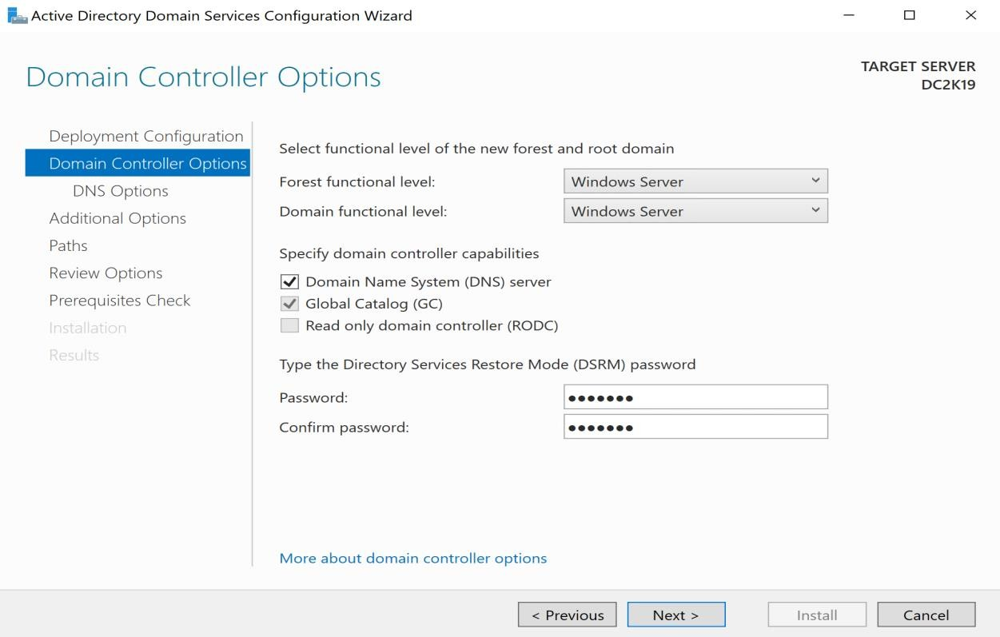 Active Directory Domain Services Configuration Wizard
Domain Controller Options
TARGET SERVER
DC2K19
Deployment Configuration
Domain Controller Options
DNS Options
Additional Options
Paths
Review Options
Prerequisites Check
Installation
Results
Select functional level of the new forest and root domain
Forest functional level: Windows Server
Domain functional level: Windows Server
Specify domain controller capabilities
Domain Name System (DNS) server
Global Catalog (GC)
Read only domain controller (RODC)
Type the Directory Services Restore Mode (DSRM) password
Password: ●●●●●●●
Confirm password: ●●●●●●●
More about domain controller options
< Previous Next > Install Cancel